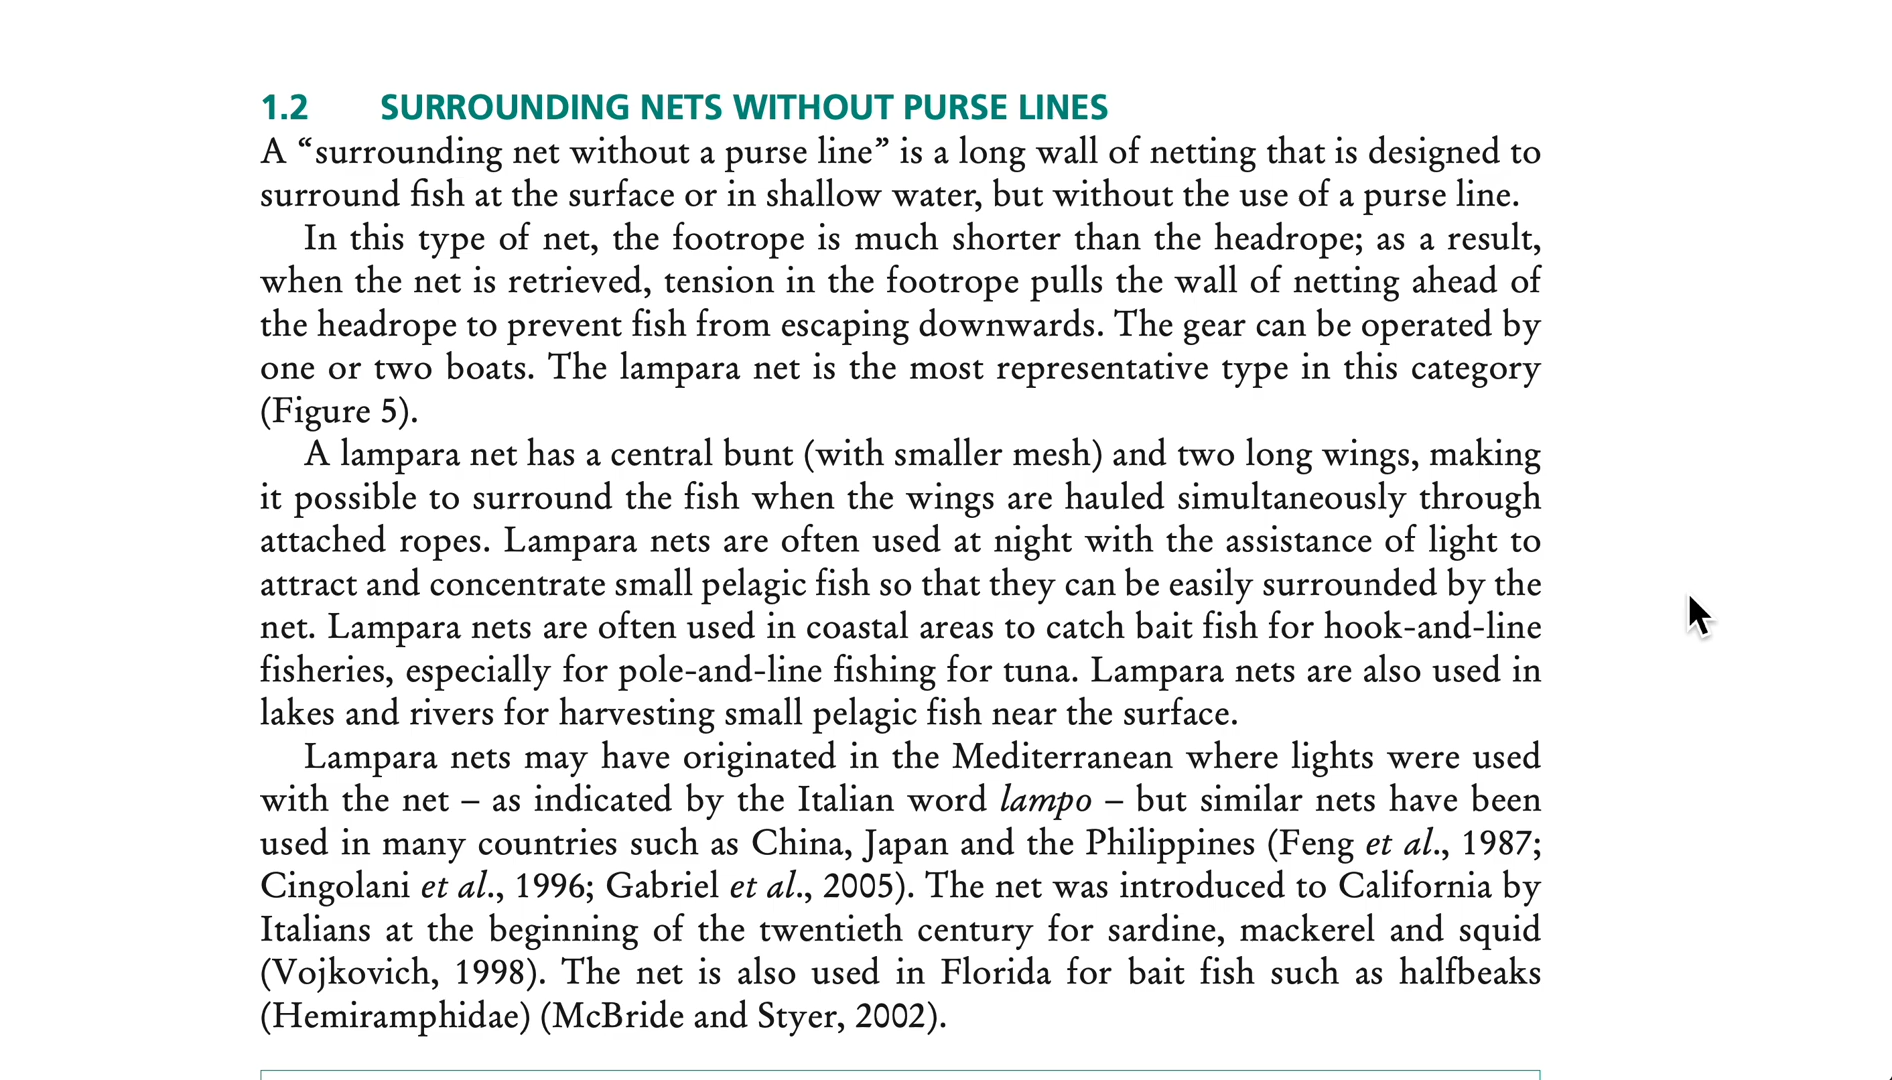 1.2 SURROUNDING NETS WITHOUT PURSE LINES
A “surrounding net without a purse line” is a long wall of netting that is designed to
surround fish at the surface or in shallow water, but without the use of a purse line.
In this type of net, the footrope is much shorter than the headrope; as a result,
when the net is retrieved, tension in the footrope pulls the wall of netting ahead of
the headrope to prevent fish from escaping downwards. The gear can be operated by
one or two boats. The lampara net is the most representative type in this category
(Figure 5).
A lampara net has a central bunt (with smaller mesh) and two long wings, making
it possible to surround the fish when the wings are hauled simultaneously through
attached ropes. Lampara nets are often used at night with the assistance of light to
attract and concentrate small pelagic fish so that they can be easily surrounded by the
net. Lampara nets are often used in coastal areas to catch bait fish for hook-and-line
fisheries, especially for pole-and-line fishing for tuna. Lampara nets are also used in
lakes and rivers for harvesting small pelagic fish near the surface.
Lampara nets may have originated in the Mediterranean where lights were used
with the net – as indicated by the Italian word lampo – but similar nets have been
used in many countries such as China, Japan and the Philippines (Feng et al., 1987;
Cingolani et al., 1996; Gabriel et al., 2005). The net was introduced to California by
Italians at the beginning of the twentieth century for sardine, mackerel and squid
(Vojkovich, 1998). The net is also used in Florida for bait fish such as halfbeaks
(Hemiramphidae) (McBride and Styer, 2002).